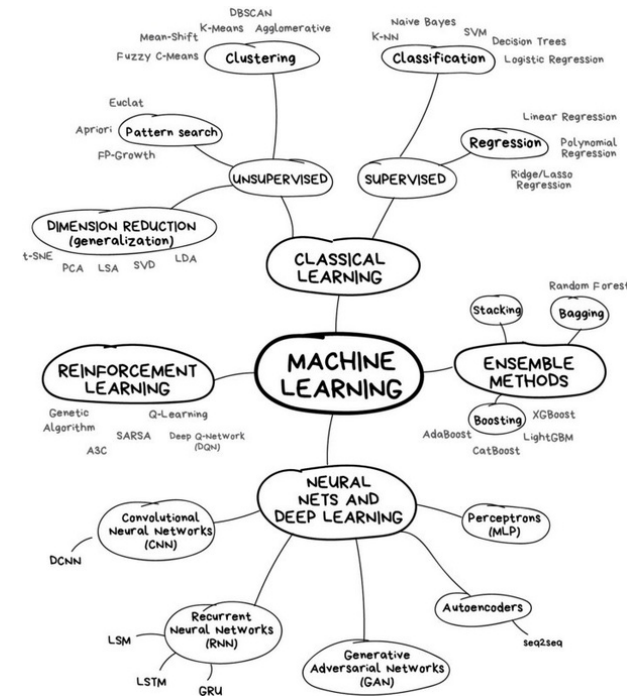 DBSCAN
Naive Bayes
K-Means Agglomerative
K-NN
SVM
Mean-Shift
Decision Trees
Fuzzy C-Means
Clustering
Classification
Logistic Regression
Euclat
Linear Regression
Apriori
Pattern search
Regression
Polynomial
Regression
FP-Growth
UNSUPERVISED
SUPERVISED
Ridge/Lasso
Regression
DIMENSION REDUCTION
(generalization)
t-SNE
PCA
LSA
SVD
LDA
CLASSICAL
LEARNING
Random Forest
Stacking
Bagging
MACHINE
LEARNING
REINFORCEMENT
LEARNING
ENSEMBLE
METHODS
Genetic
Algorithm
Q-Learning
SARSA
Deep Q-Network
(DQN)
A3C
Boosting
XGBoost
AdaBoost
LightGBM
CatBoost
NEURAL
NETS AND
DEEP LEARNING
Convolutional
Neural Networks
(CNN)
DCNN
Perceptrons
(MLP)
Autoencoders
seq2seq
Recurrent
Neural Networks
(RNN)
LSM
LSTM
GRU
Generative
Adversarial Networks
(GAN)